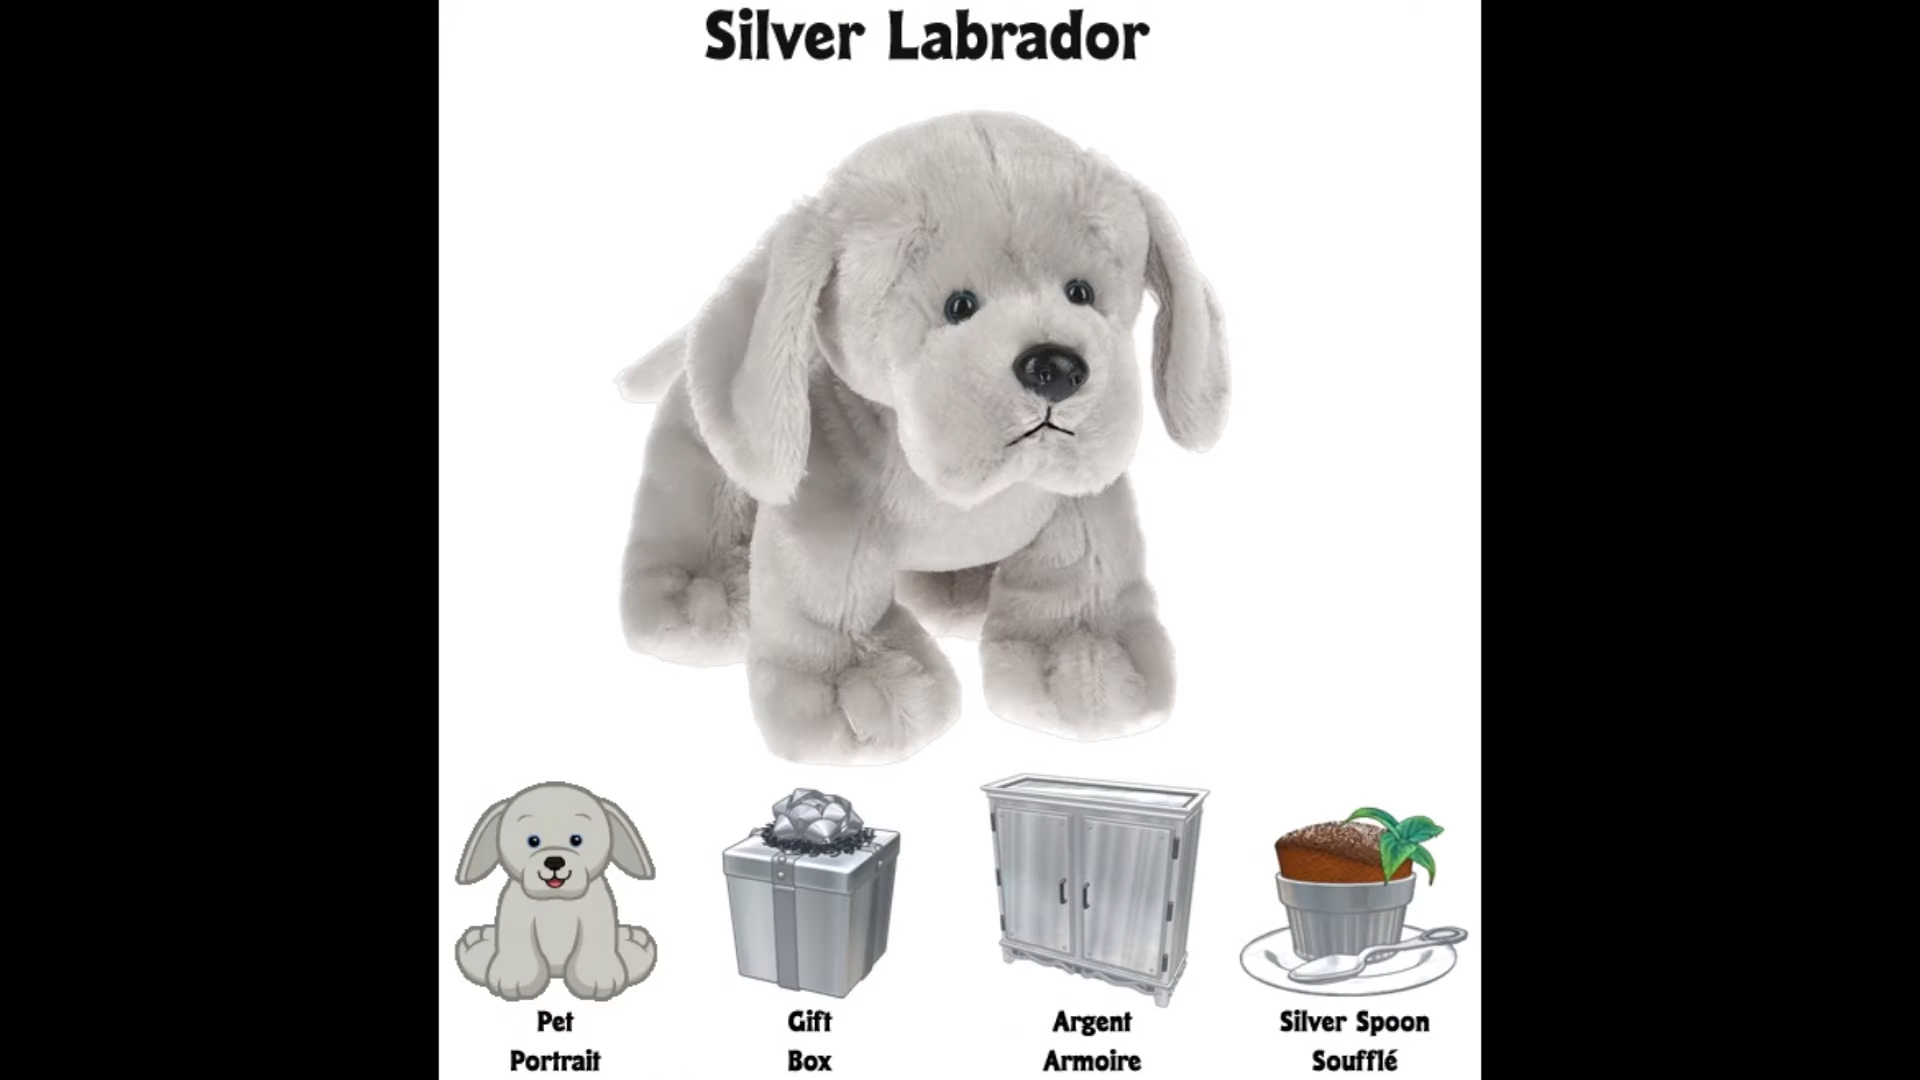 Silver Labrador
Pet
Portrait
Gift
Box
Argent
Armoire
Silver Spoon
Soufflé